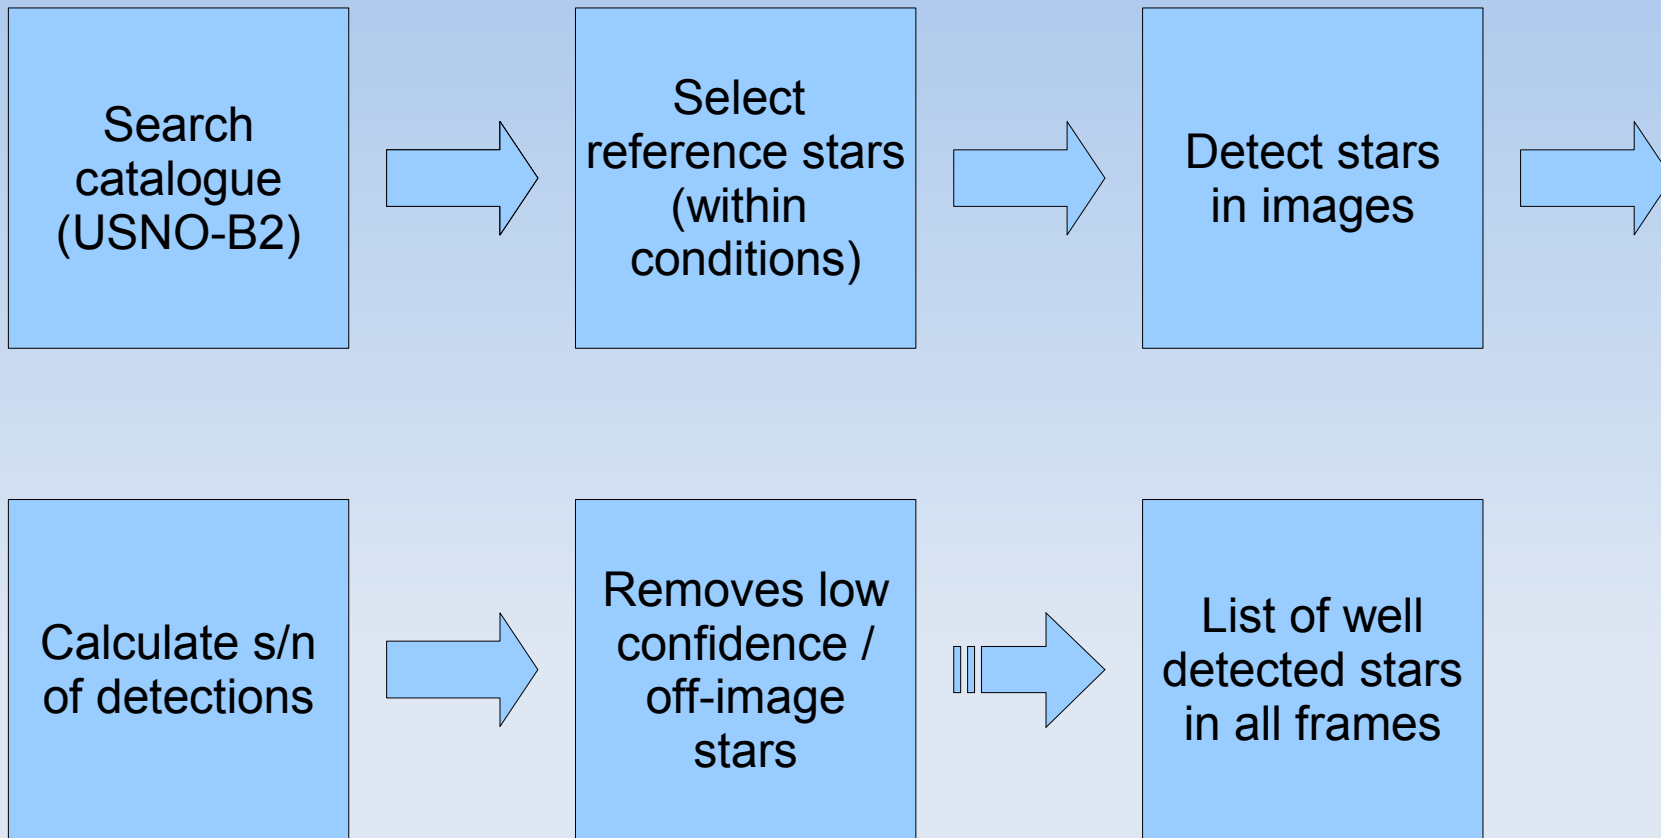 Search
catalogue
(USNO-B2)
Select
reference stars
(within
conditions)
Detect stars
in images
Calculate s/n
of detections
Removes low
confidence /
off-image
stars
List of well
detected stars
in all frames